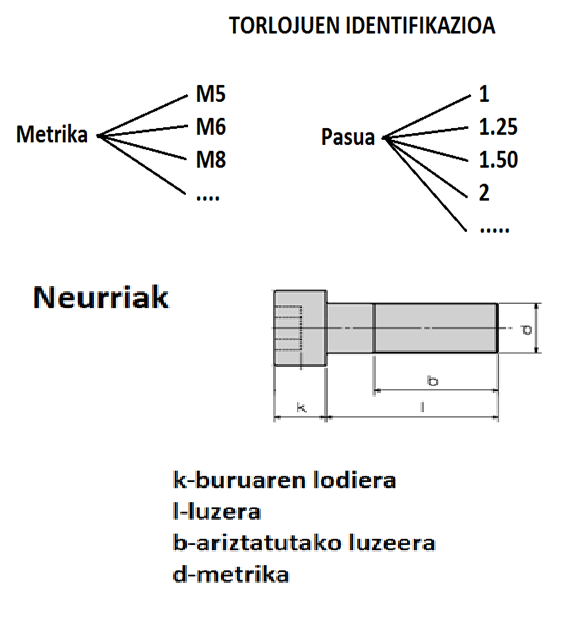 TORLOJUEN IDENTIFIKAZIOA
Metrika
M5
M6
M8
....
Pasua
1
1.25
1.50
2
.....
Neurriak
d
b
k
l
k-buruaren lodiera
l-luzera
b-ariztatutako luzeera
d-metrika